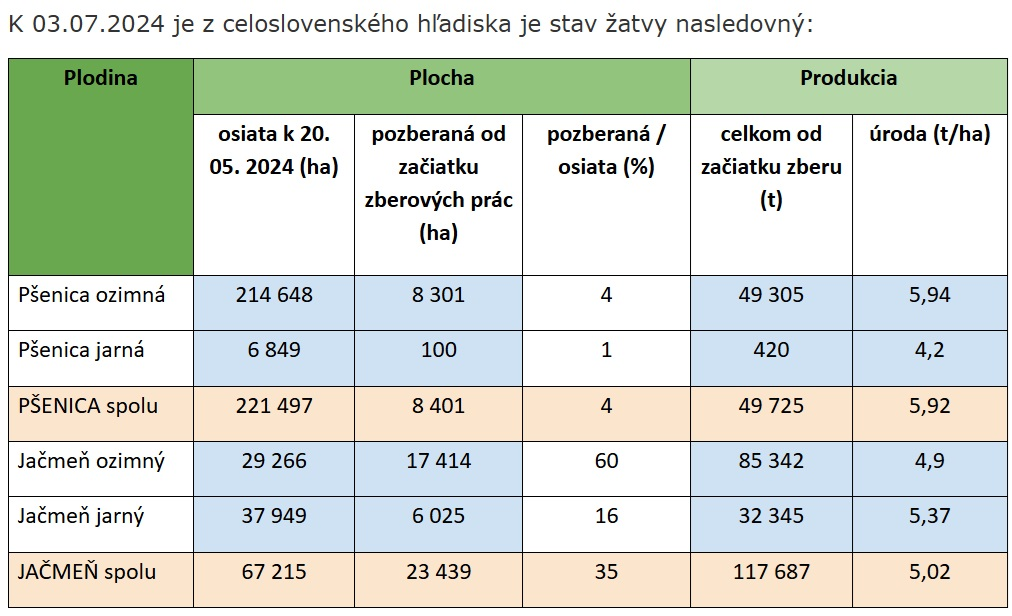 K 03.07.2024 je z celoslovenského hľadiska je stav žatvy nasledovný:
Plodina Plocha Produkcia
osiata k 20. pozberaná od pozberaná / celkom od úroda (t/ha)
05. 2024 (ha) začiatku osiata (%) začiatku zberu
zberových prác (t)
(ha)
Pšenica ozimná 214 648 8 301 4 49 305 5,94
Pšenica jarná 6 849 100 1 420 4,2
PŠENICA spolu 221 497 8 401 4 49 725 5,92
Jačmeň ozimný 29 266 17 414 60 85 342 4,9
Jačmeň jarný 37 949 6 025 16 32 345 5,37
JAČMEŇ spolu 67 215 23 439 35 117 687 5,02